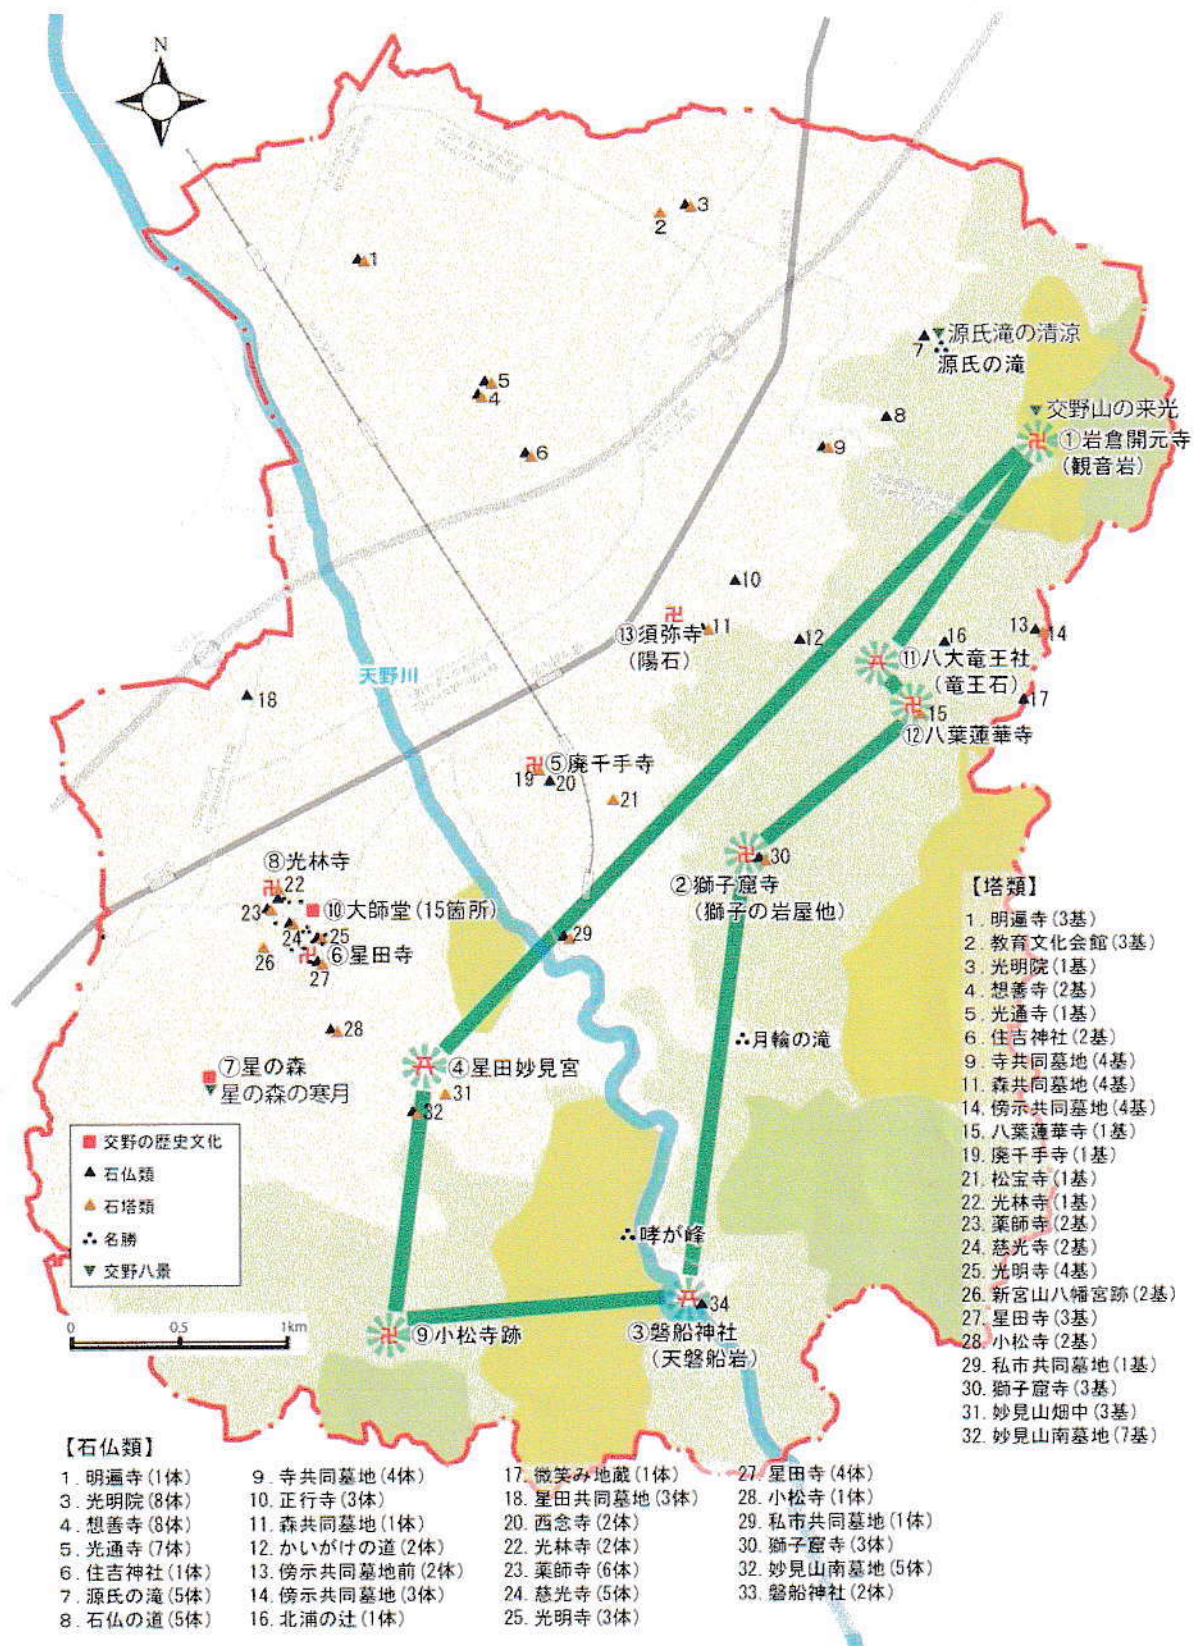 N
3
2
1
源氏滝の清涼
7
源氏の滝
5
4
8
交野山の来光
9
①岩倉開元寺
(観音岩)
6
10
11
⑬須弥寺
(陽石)
12
16
13
14
⑪八大竜王社
(竜王石)
天野川
18
17
15
⑫八葉蓮華寺
⑤廃千手寺
19
20
21
⑧光林寺
22
23
⑩大師堂(15箇所)
24
25
26
⑥星田寺
27
30
②獅子窟寺
(獅子の岩屋他)
29
28
月輪の滝
⑦星の森
星の森の寒月
④星田妙見宮
31
32
交野の歴史文化
石仏類
石塔類
名勝
交野八景
哮が峰
0
0.5
1km
⑨小松寺跡
34
③磐船神社
(天磐船岩)
【塔類】
1. 明遍寺(3基)
2. 教育文化会館(3基)
3. 光明院(1基)
4. 想善寺(2基)
5. 光通寺(1基)
6. 住吉神社(2基)
9. 寺共同墓地(4基)
11. 森共同墓地(4基)
14. 傍示共同墓地(4基)
15. 八葉蓮華寺(1基)
19. 廃千手寺(1基)
21. 松宝寺(1基)
22. 光林寺(1基)
23. 薬師寺(2基)
24. 慈光寺(2基)
25. 光明寺(4基)
26. 新宮山八幡宮跡(2基)
27. 星田寺(3基)
28. 小松寺(2基)
29. 私市共同墓地(1基)
30. 獅子窟寺(3基)
31. 妙見山畑中(3基)
32. 妙見山南墓地(7基)
【石仏類】
1. 明遍寺(1体)
3. 光明院(8体)
4. 想善寺(8体)
5. 光通寺(7体)
6. 住吉神社(1体)
7. 源氏の滝(5体)
8. 石仏の道(5体)
9. 寺共同墓地(4体)
10. 正行寺(3体)
11. 森共同墓地(1体)
12. かいがけの道(2体)
13. 傍示共同墓地前(2体)
14. 傍示共同墓地(3体)
16. 北浦の辻(1体)
17. 微笑み地蔵(1体)
18. 星田共同墓地(3体)
20. 西念寺(2体)
22. 光林寺(2体)
23. 薬師寺(6体)
24. 慈光寺(5体)
25. 光明寺(3体)
27. 星田寺(4体)
28. 小松寺(1体)
29. 私市共同墓地(1体)
30. 獅子窟寺(3体)
32. 妙見山南墓地(5体)
33. 磐船神社(2体)